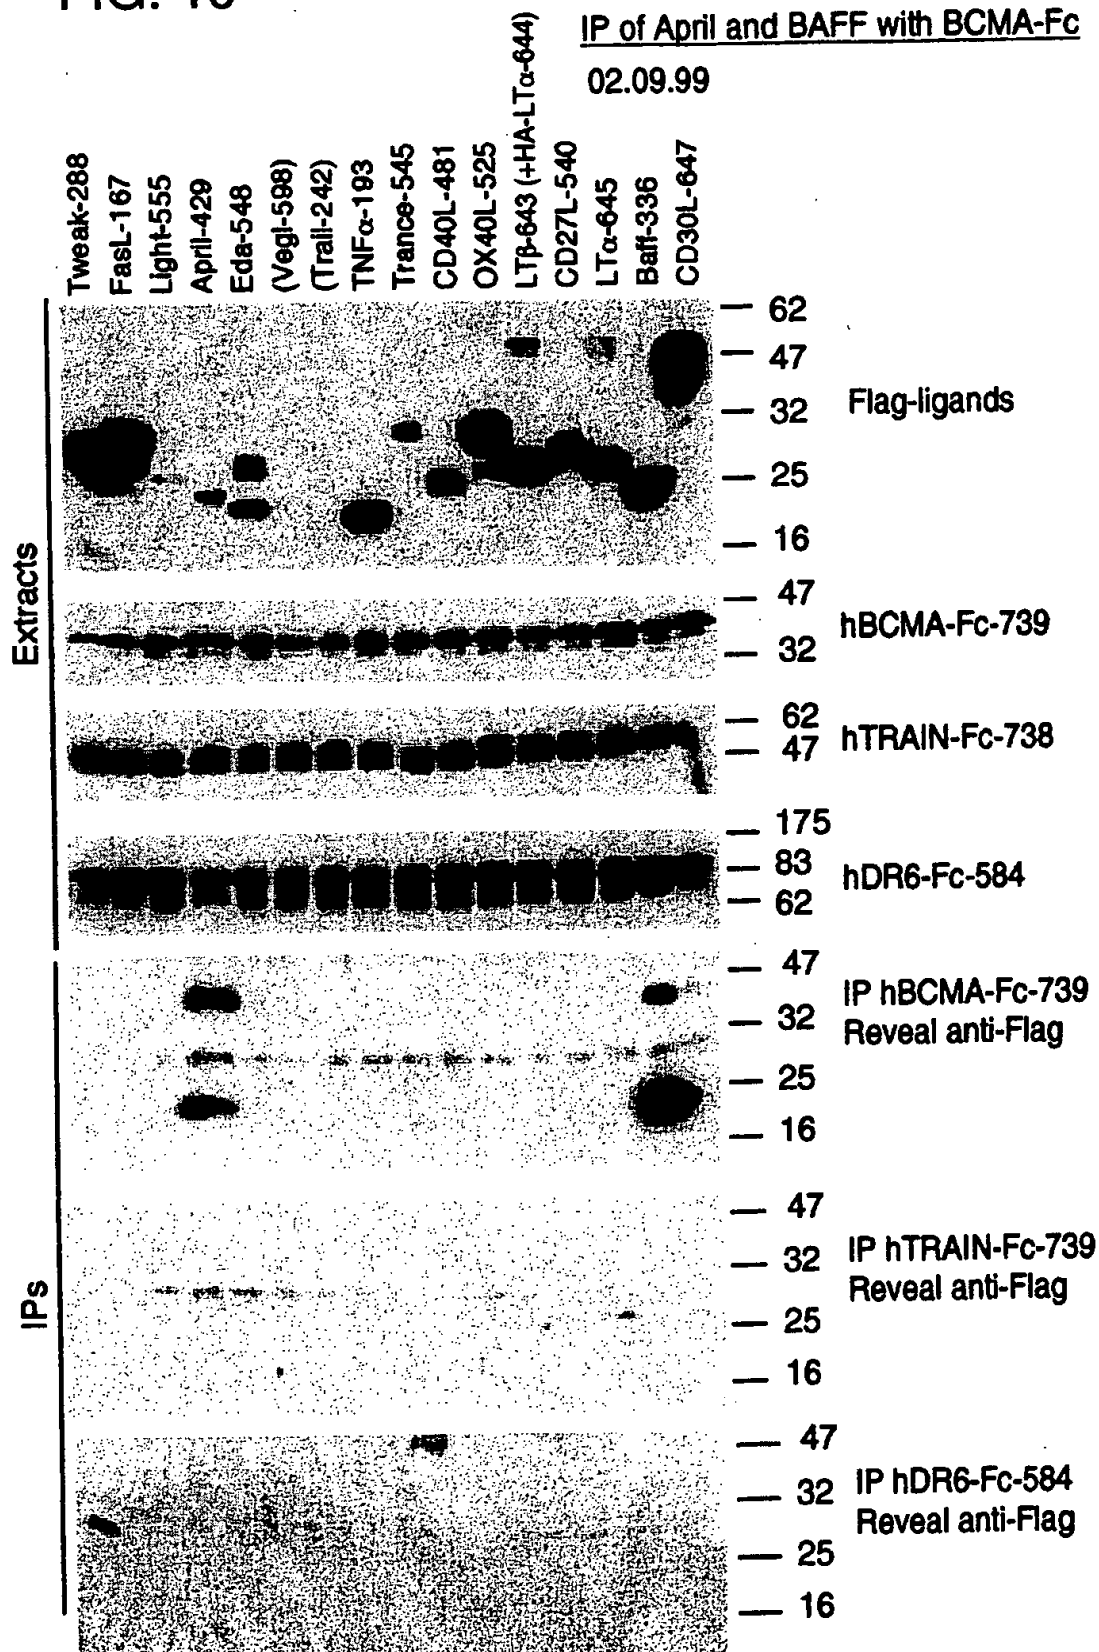 IP of April and BAFF with BCMA-Fc
02.09.99
Tweak-288
FasL-167
Light-555
April-429
Eda-548
(Vegl-598)
(Trail-242)
TNFα-193
Trance-545
CD40L-481
OX40L-525
LTβ-643 (+HA-LTα-644)
CD27L-540
LTα-645
Baff-336
CD30L-647
Extracts
62
47
32
25
16
Flag-ligands
47
32
hBCMA-Fc-739
62
47
hTRAIN-Fc-738
175
83
62
hDR6-Fc-584
IPs
47
32
25
16
IP hBCMA-Fc-739
Reveal anti-Flag
47
32
25
16
IP hTRAIN-Fc-739
Reveal anti-Flag
47
32
25
16
IP hDR6-Fc-584
Reveal anti-Flag